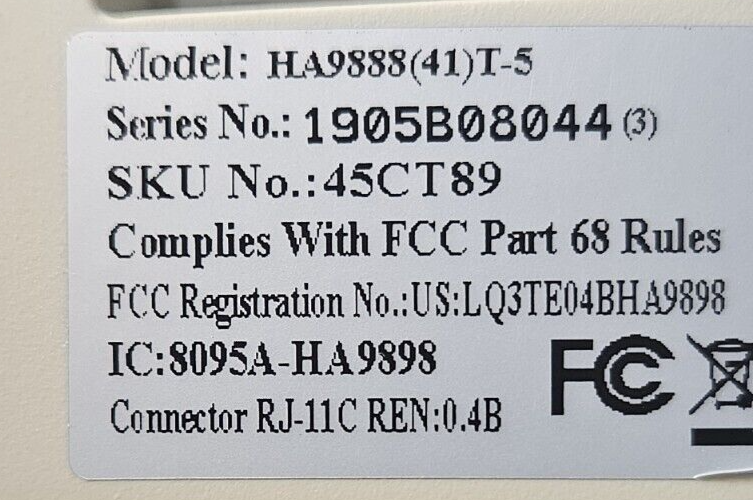 Model: HA9888(41)T-5
Series No.: 1905B08044 (3)
SKU No.:45CT89
Complies With FCC Part 68 Rules
FCC Registration No.:US:LQ3TE04BHA9898
IC:8095A-HA9898
Connector RJ-11C REN:0.4B
FC